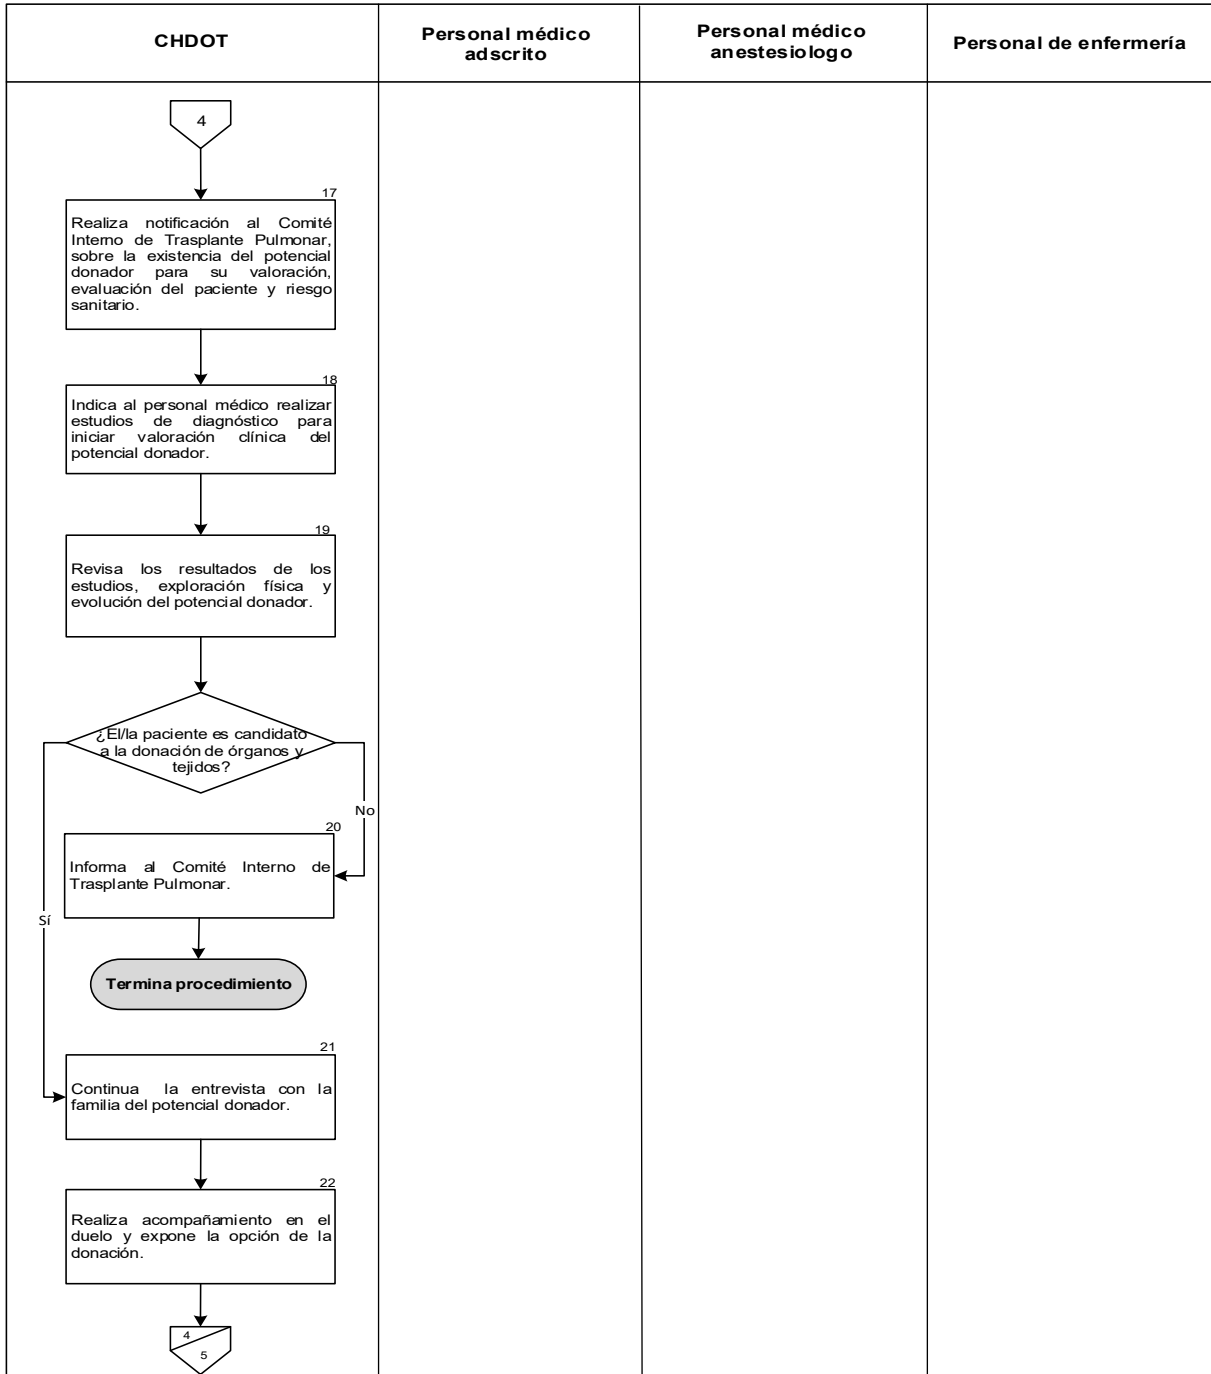 CHDOT
Personal médico
adscrito
Personal médico
anestesiologo
Personal de enfermería
4
17
Realiza notificación al Comité
Interno de Trasplante Pulmonar,
sobre la existencia del potencial
donador para su valoración,
evaluación del paciente y riesgo
sanitario.
18
Indica al personal médico realizar
estudios de diagnóstico para
iniciar valoración clínica del
potencial donador.
19
Revisa los resultados de los
estudios, exploración física y
evolución del potencial donador.
¿El/la paciente es candidato
a la donación de órganos y
tejidos?
No
20
Informa al Comité Interno de
Trasplante Pulmonar.
Sí
Termina procedimiento
21
Continua la entrevista con la
familia del potencial donador.
22
Realiza acompañamiento en el
duelo y expone la opción de la
donación.
4
5